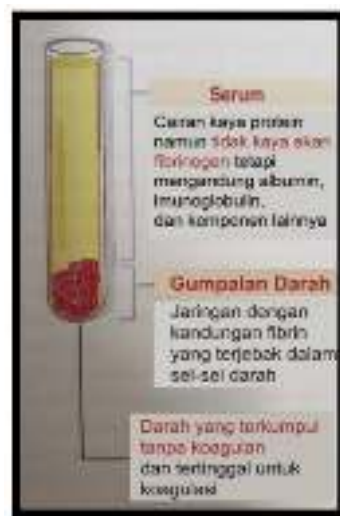 Serum
Cairan kaya protein
namun tidak kaya akan
fibrinogen tetapi
mengandung albumin,
imunoglobulin,
dan komponen lainnya
Gumpalan Darah
Jaringan dengan
kandungan fibrin
yang terjebak dalam
sel-sel darah
Darah yang terkumpul
tanpa koagulan
dan tertinggal untuk
koagulasi